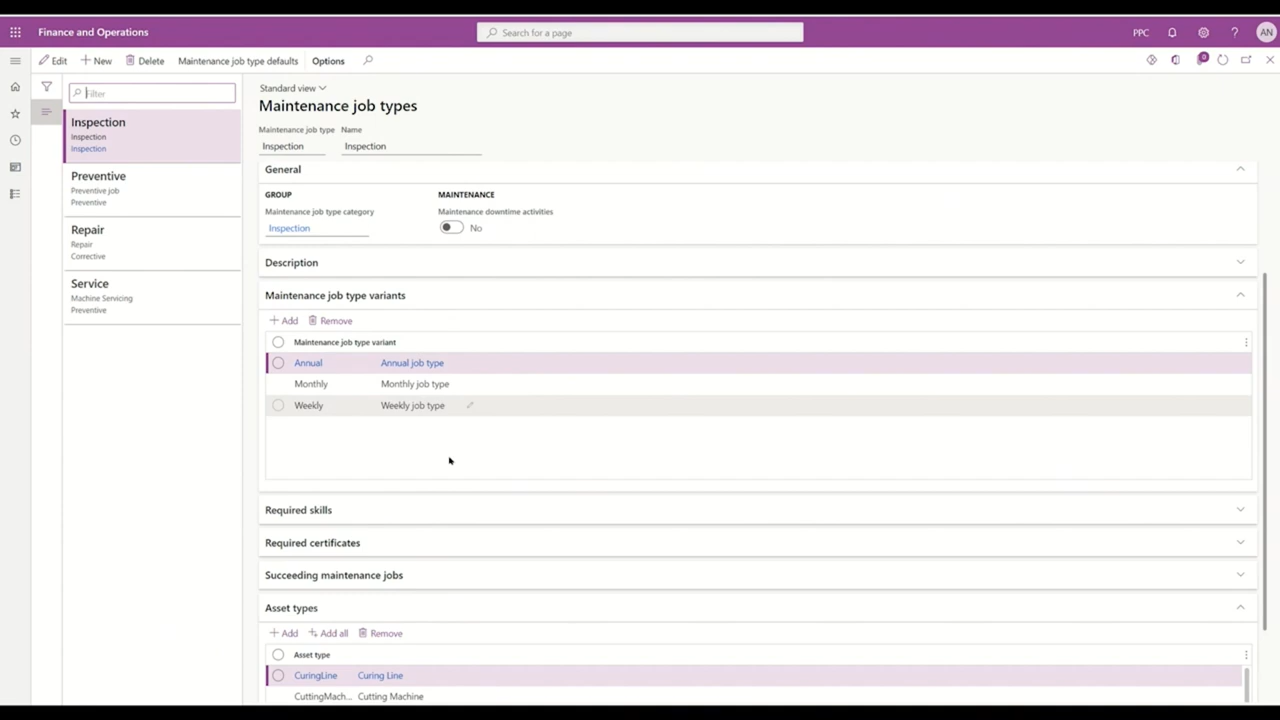 Finance and Operations
Search for a page
PPC
?
AN
Edit
New
Delete
Maintenance job type defaults
Options
0
Filter
Inspection
Inspection
Inspection
Preventive
Preventive job
Preventive
Repair
Repair
Corrective
Service
Machine Servicing
Preventive
Standard view
Maintenance job types
Maintenance job type Name
Inspection Inspection
General
GROUP MAINTENANCE
Maintenance job type category Maintenance downtime activities
Inspection No
Description
Maintenance job type variants
Add Remove
Maintenance job type variant
Annual Annual job type
Monthly Monthly job type
Weekly Weekly job type
Required skills
Required certificates
Succeeding maintenance jobs
Asset types
Add Add all Remove
Asset type
CuringLine Curing Line
CuttingMach... Cutting Machine